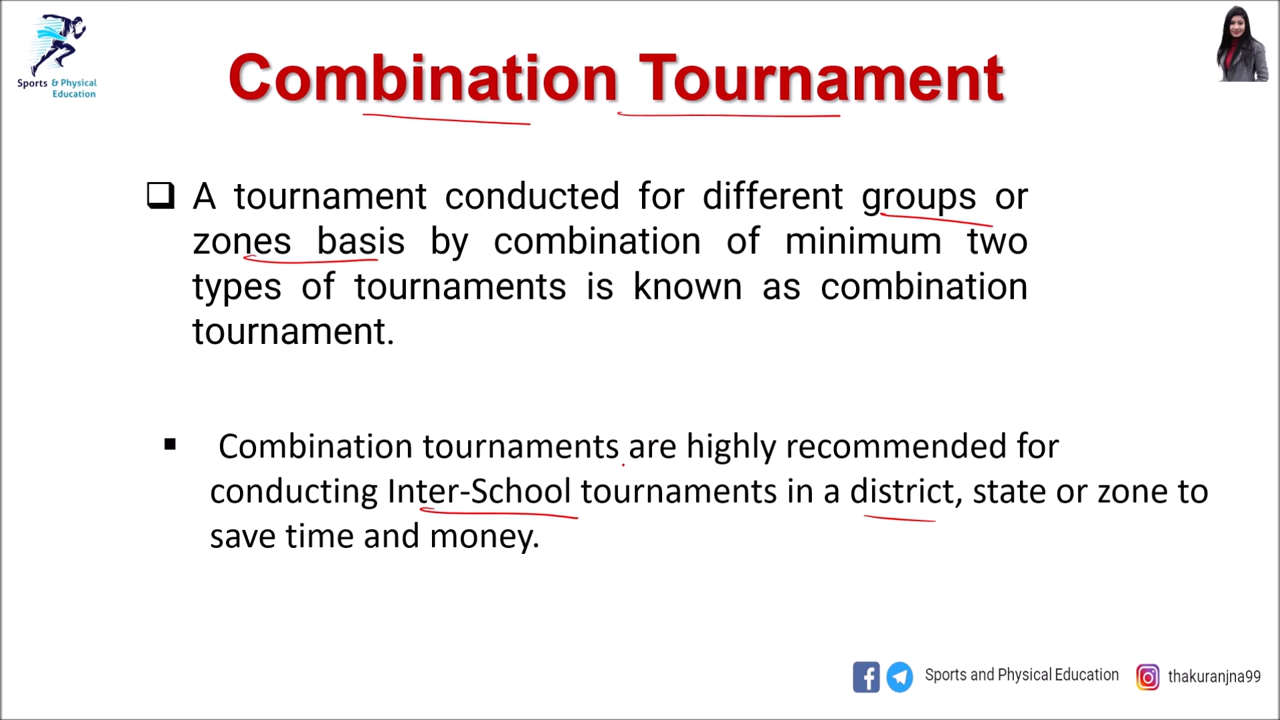 Sports & Physical
Education
Combination Tournament
A tournament conducted for different groups or
zones basis by combination of minimum two
types of tournaments is known as combination
tournament.
Combination tournaments are highly recommended for
conducting Inter-School tournaments in a district, state or zone to
save time and money.
Sports and Physical Education
thakuranjna99